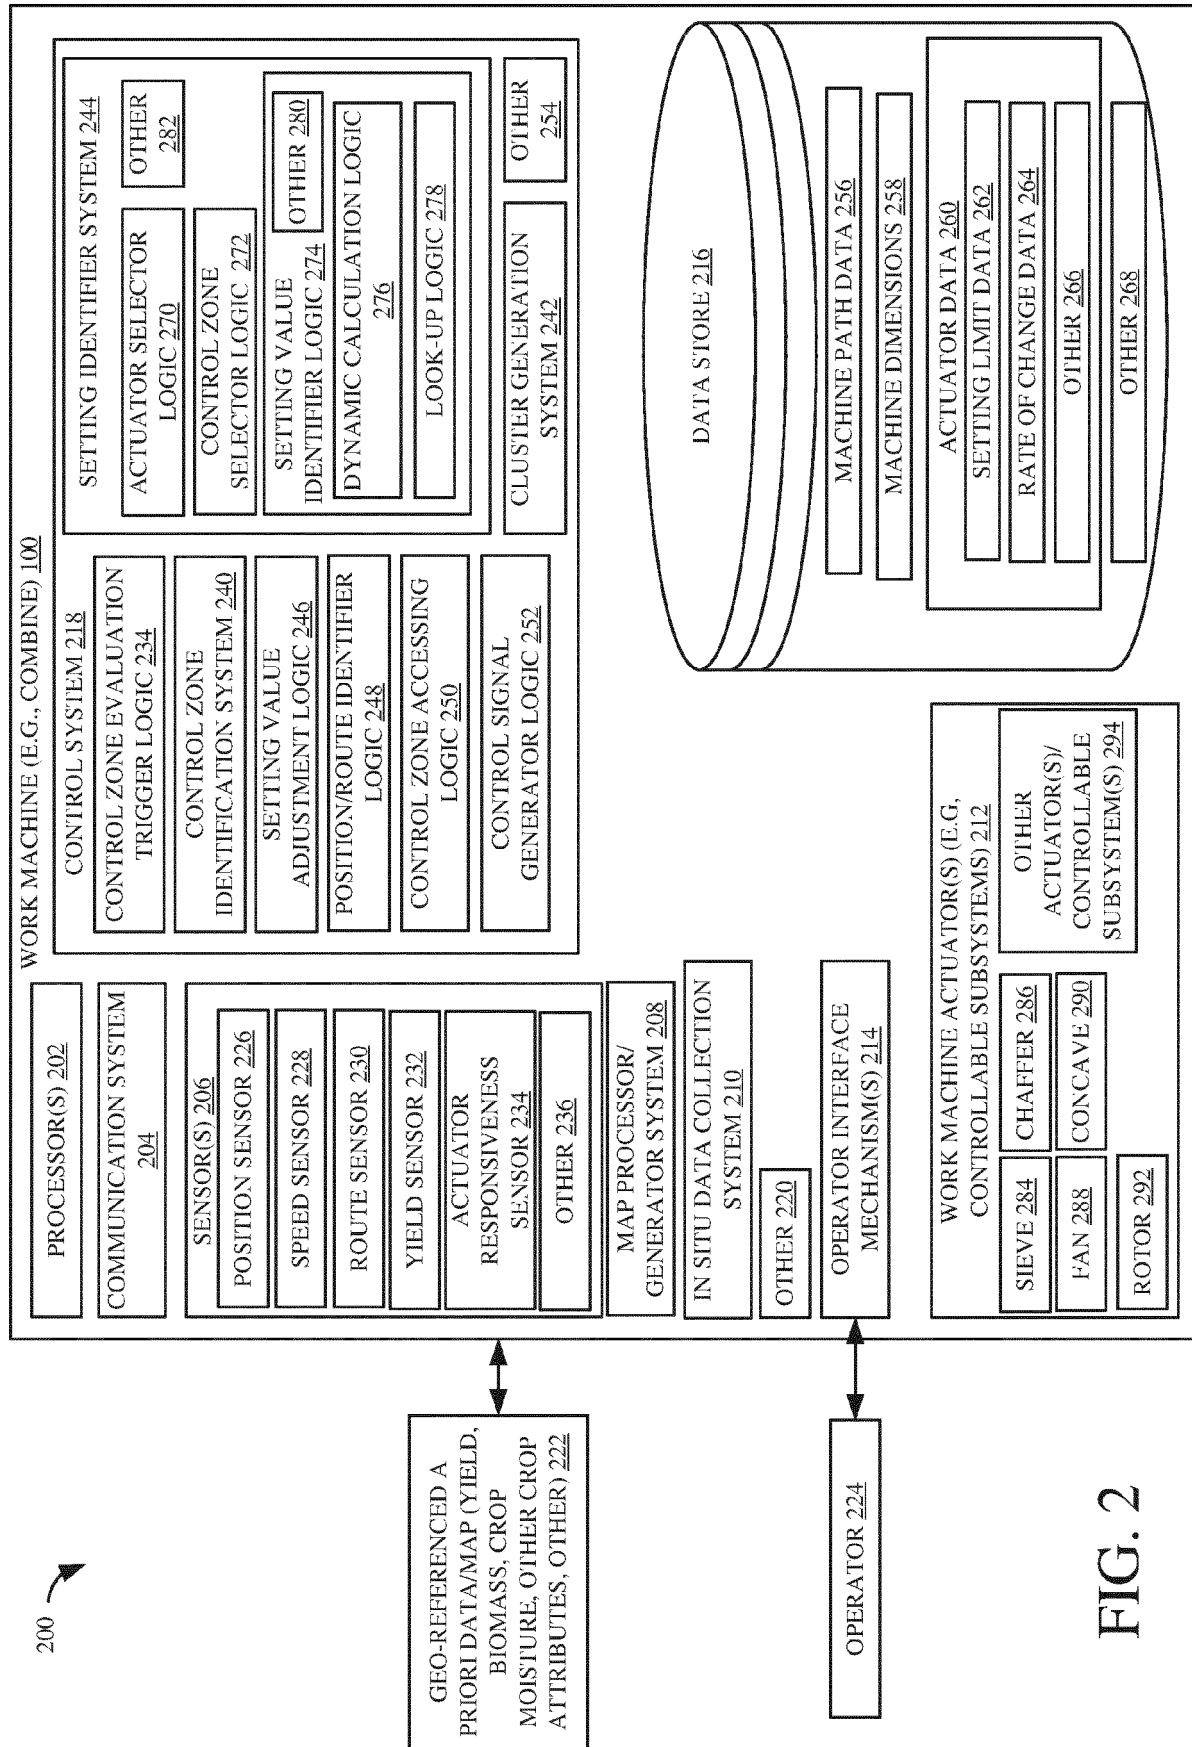 200
GEO-REFERENCED A
PRIORI DATA/MAP (YIELD,
BIOMASS, CROP
MOISTURE, OTHER CROP
ATTRIBUTES, OTHER) 222
OPERATOR 224
WORK MACHINE (E.G., COMBINE) 100
PROCESSOR(S) 202
COMMUNICATION SYSTEM
204
SENSOR(S) 206
POSITION SENSOR 226
SPEED SENSOR 228
ROUTE SENSOR 230
YIELD SENSOR 232
ACTUATOR
RESPONSIVENESS
SENSOR 234
OTHER 236
MAP PROCESSOR/
GENERATOR SYSTEM 208
IN SITU DATA COLLECTION
SYSTEM 210
OTHER 220
OPERATOR INTERFACE
MECHANISM(S) 214
CONTROL SYSTEM 218
CONTROL ZONE EVALUATION
TRIGGER LOGIC 234
CONTROL ZONE
IDENTIFICATION SYSTEM 240
SETTING VALUE
ADJUSTMENT LOGIC 246
POSITION/ROUTE IDENTIFIER
LOGIC 248
CONTROL ZONE ACCESSING
LOGIC 250
CONTROL SIGNAL
GENERATOR LOGIC 252
SETTING IDENTIFIER SYSTEM 244
ACTUATOR SELECTOR
LOGIC 270
OTHER
282
CONTROL ZONE
SELECTOR LOGIC 272
SETTING VALUE
IDENTIFIER LOGIC 274
OTHER 280
DYNAMIC CALCULATION LOGIC
276
LOOK-UP LOGIC 278
CLUSTER GENERATION
SYSTEM 242
OTHER
254
WORK MACHINE ACTUATOR(S) (E.G,
CONTROLLABLE SUBSYSTEMS) 212
SIEVE 284
CHAFFER 286
FAN 288
CONCAVE 290
ROTOR 292
OTHER
ACTUATOR(S)/
CONTROLLABLE
SUBSYSTEM(S) 294
DATA STORE 216
MACHINE PATH DATA 256
MACHINE DIMENSIONS 258
ACTUATOR DATA 260
SETTING LIMIT DATA 262
RATE OF CHANGE DATA 264
OTHER 266
OTHER 268
FIG. 2